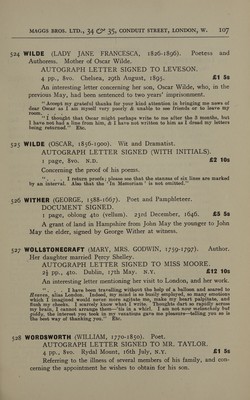 MAGGS BROS. LTD., 34 & 35, CONDUIT STREET, LONDON, W. 107
524 WILDE (LADY JANE FRANCESCA, 1826-1896). Poetess and
Authoress. Mother of Oscar Wilde.
AUTOGRAPH LETTER SIGNED TO LEVESON.
4 pp., 8vo. Chelsea, 29th August, 1895. £1 5s
An interesting letter concerning her son, Oscar Wilde, who, in the
previous May, had been sentenced to two years' imprisonment.
" Accept my grateful thanks for your kind attention in bringing me news of
dear Oscar as I am myself very poorly & unable to see friends or to leave my
room.
" I thought that Oscar might perhaps write to me after the 3 months, but
I have not had a line from him, & I have not written to him as I dread my letters
being returned." Etc.
525 WILDE (OSCAR, 1856-1900). Wit and Dramatist.
AUTOGRAPH LETTER SIGNED (WITH INITIALS).
1 page, 8vo. N.D. £2 10s
Concerning the proof of his poems.
" . . . I return proofs; please see that the stanzas of six lines are marked
by an interval. Also that the ' In Memoriam ' is not omitted."
526 WITHER (GEORGE, 1588-1667). Poet and Pamphleteer.
DOCUMENT SIGNED.
1 page, oblong 4to (vellum). 23rd December, 1646. £5 5s
A grant of land in Hampshire from John May the younger to John
May the elder, signed by George Wither at witness.
527 WOLLSTONECRAFT (MARY, MRS. GODWIN, 1759-1797). Author.
Her daughter married Percy Shelley.
AUTOGRAPH LETTER SIGNED TO MISS MOORE.
2½ pp., 4to. Dublin, 17th May. N.Y. £12 10s
An interesting letter mentioning her visit to London, and her work.
" . . . I have been travelling without the help of a balloon and soared to
Heaven, alias London. Indeed, my mind is so busily employed, so many emotions
which I imagined would never more agitate me, make my heart palpitate, and
flush my cheeks. I scarcely know what I write. Thoughts dart so rapidly across
my brain, I cannot arrange them—'tis in a whirl. I am not now melancholy but
giddy, the interest you took in my vexations gave me pleasure—telling you so is
the best way of thanking you." Etc.
528 WORDSWORTH (WILLIAM, 1770-1850). Poet.
AUTOGRAPH LETTER SIGNED TO MR. TAYLOR.
4 pp., 8vo. Rydal Mount, 16th July, N.Y. £1 5s
Referring to the illness of several members of his family, and con-
cerning the appointment he wishes to obtain for his son.